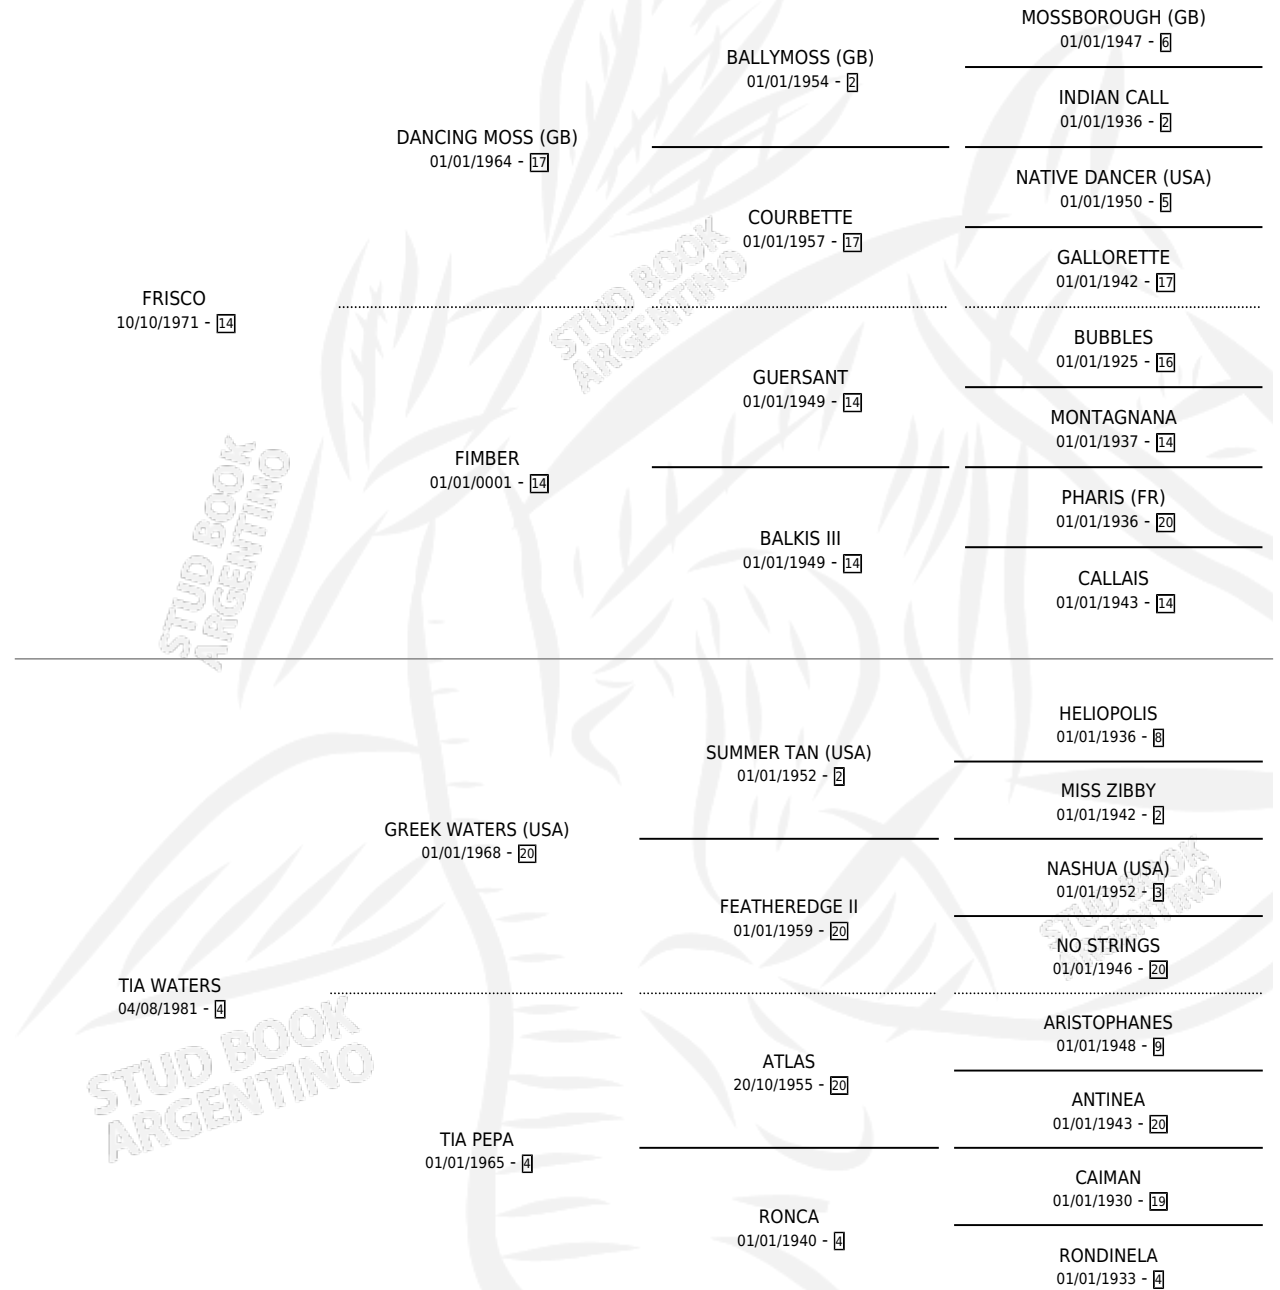 MOSSBOROUGH (GB)
01/01/1947 - 6
BALLYMOSS (GB)
01/01/1954 - 2
INDIAN CALL
01/01/1936 - 2
DANCING MOSS (GB)
01/01/1964 - 17
NATIVE DANCER (USA)
01/01/1950 - 5
COURBETTE
01/01/1957 - 17
GALLORETTE
01/01/1942 - 17
FRISCO
10/10/1971 - 14
BUBBLES
01/01/1925 - 16
GUERSANT
01/01/1949 - 14
MONTAGNANA
01/01/1937 - 14
FIMBER
01/01/0001 - 14
PHARIS (FR)
01/01/1936 - 20
BALKIS III
01/01/1949 - 14
CALLAIS
01/01/1943 - 14
STUD BOOK
ARGENTINO
STUD BOOK
ARGENTINO
HELIOPOLIS
01/01/1936 - 8
SUMMER TAN (USA)
01/01/1952 - 2
MISS ZIBBY
01/01/1942 - 2
GREEK WATERS (USA)
01/01/1968 - 20
NASHUA (USA)
01/01/1952 - 3
FEATHEREDGE II
01/01/1959 - 20
NO STRINGS
01/01/1946 - 20
TIA WATERS
04/08/1981 - 4
ARISTOPHANES
01/01/1948 - 9
ATLAS
20/10/1955 - 20
ANTINEA
01/01/1943 - 20
TIA PEPA
01/01/1965 - 4
CAIMAN
01/01/1930 - 19
RONCA
01/01/1940 - 4
RONDINELA
01/01/1933 - 4
STUD BOOK
ARGENTINO
STUD BOOK
ARGENTINO